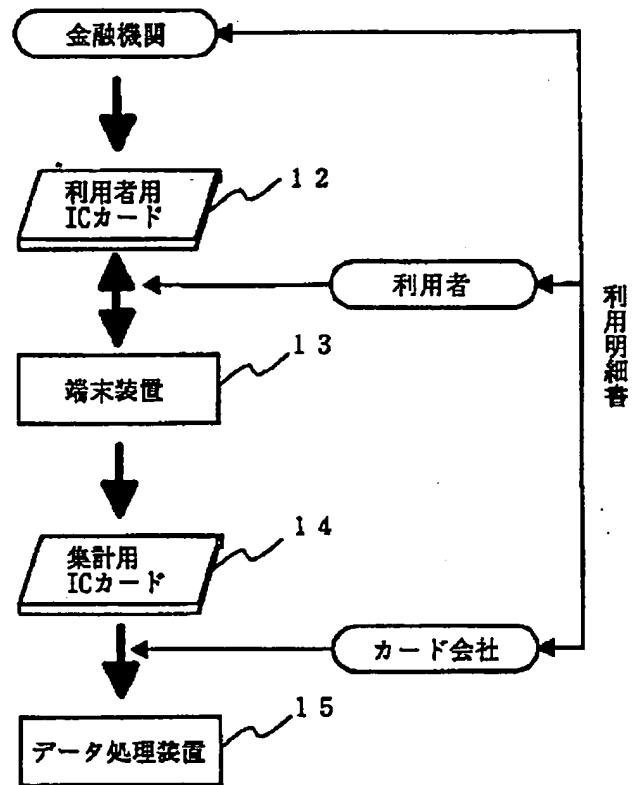 金融機関
利用者用
ICカード
12
利用者
端末装置
13
利用明細書
集計用
ICカード
14
カード会社
データ処理装置
15